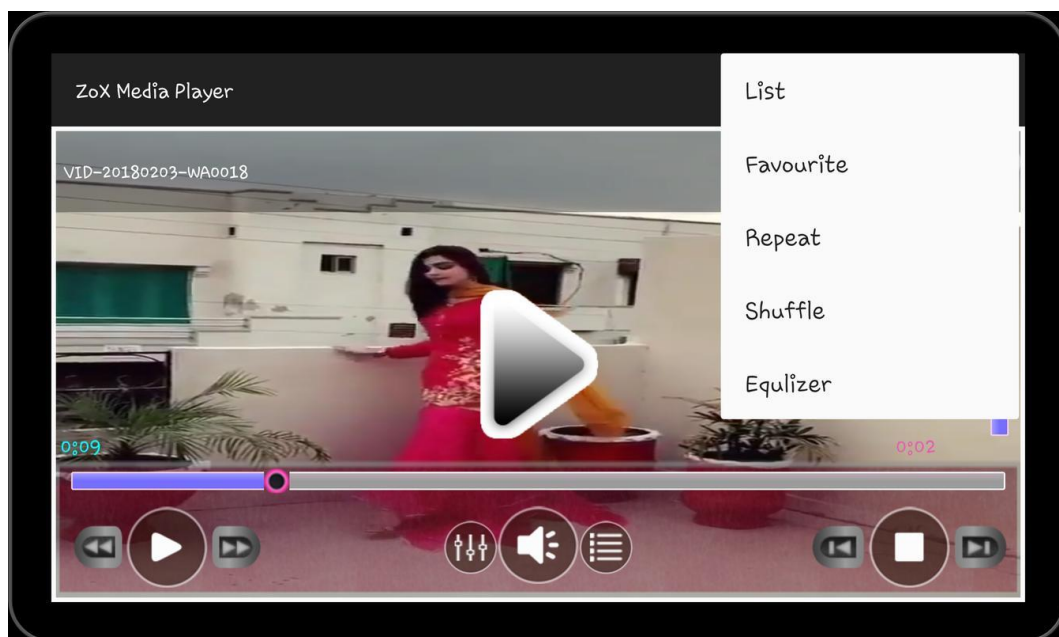 ZoX Media Player
List
VID-20180203-WA0018
Favourite
Repeat
Shuffle
Equlizer
0:09
0:02